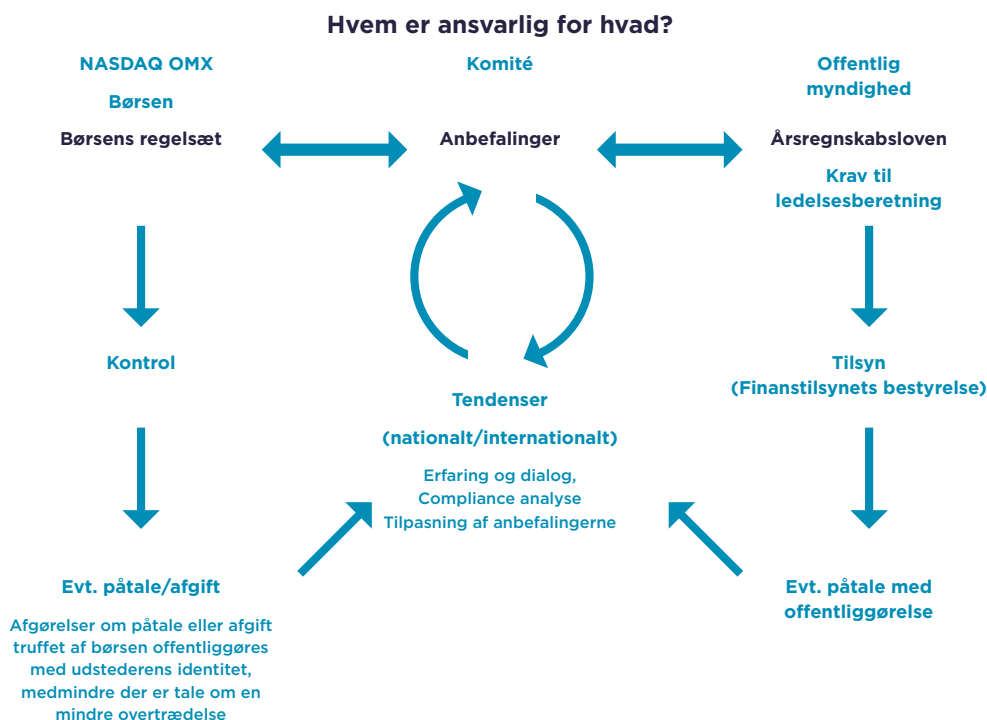 Hvem er ansvarlig for hvad?
NASDAQ OMX
Børsen
Børsens regelsæt
Komité
Anbefalinger
Offentlig
myndighed
Årsregnskabsloven
Krav til
ledelsesberetning
Kontrol
Tilsyn
(Finanstilsynets bestyrelse)
Tendenser
(nationalt/internationalt)
Erfaring og dialog,
Compliance analyse
Tilpasning af anbefalingerne
Evt. påtale/afgift
Afgørelser om påtale eller afgift
truffet af børsen offentliggøres
med udstederens identitet,
medmindre der er tale om en
mindre overtrædelse
Evt. påtale med
offentliggørelse